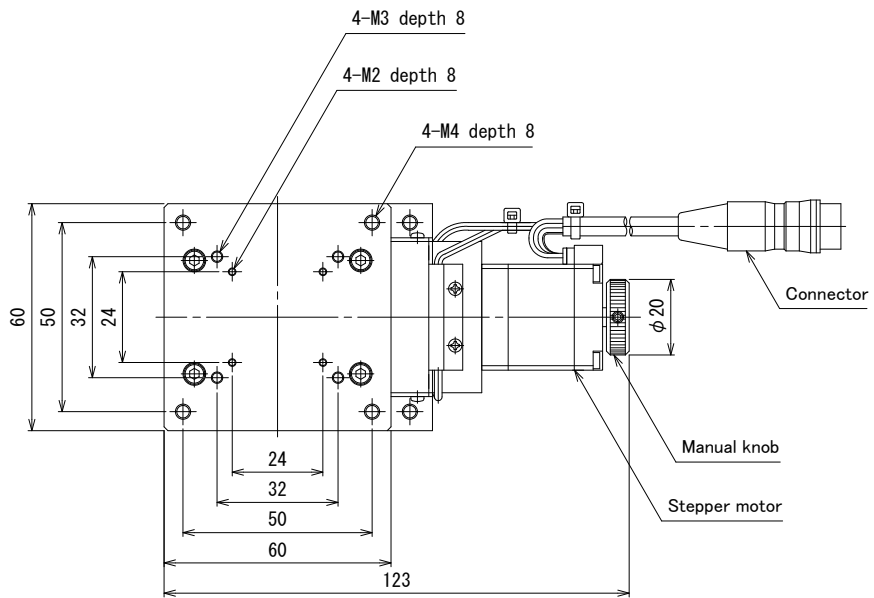 4-M3 depth 8
4-M2 depth 8
4-M4 depth 8
60
50
32
24
φ20
Connector
Manual knob
Stepper motor
24
32
50
60
123